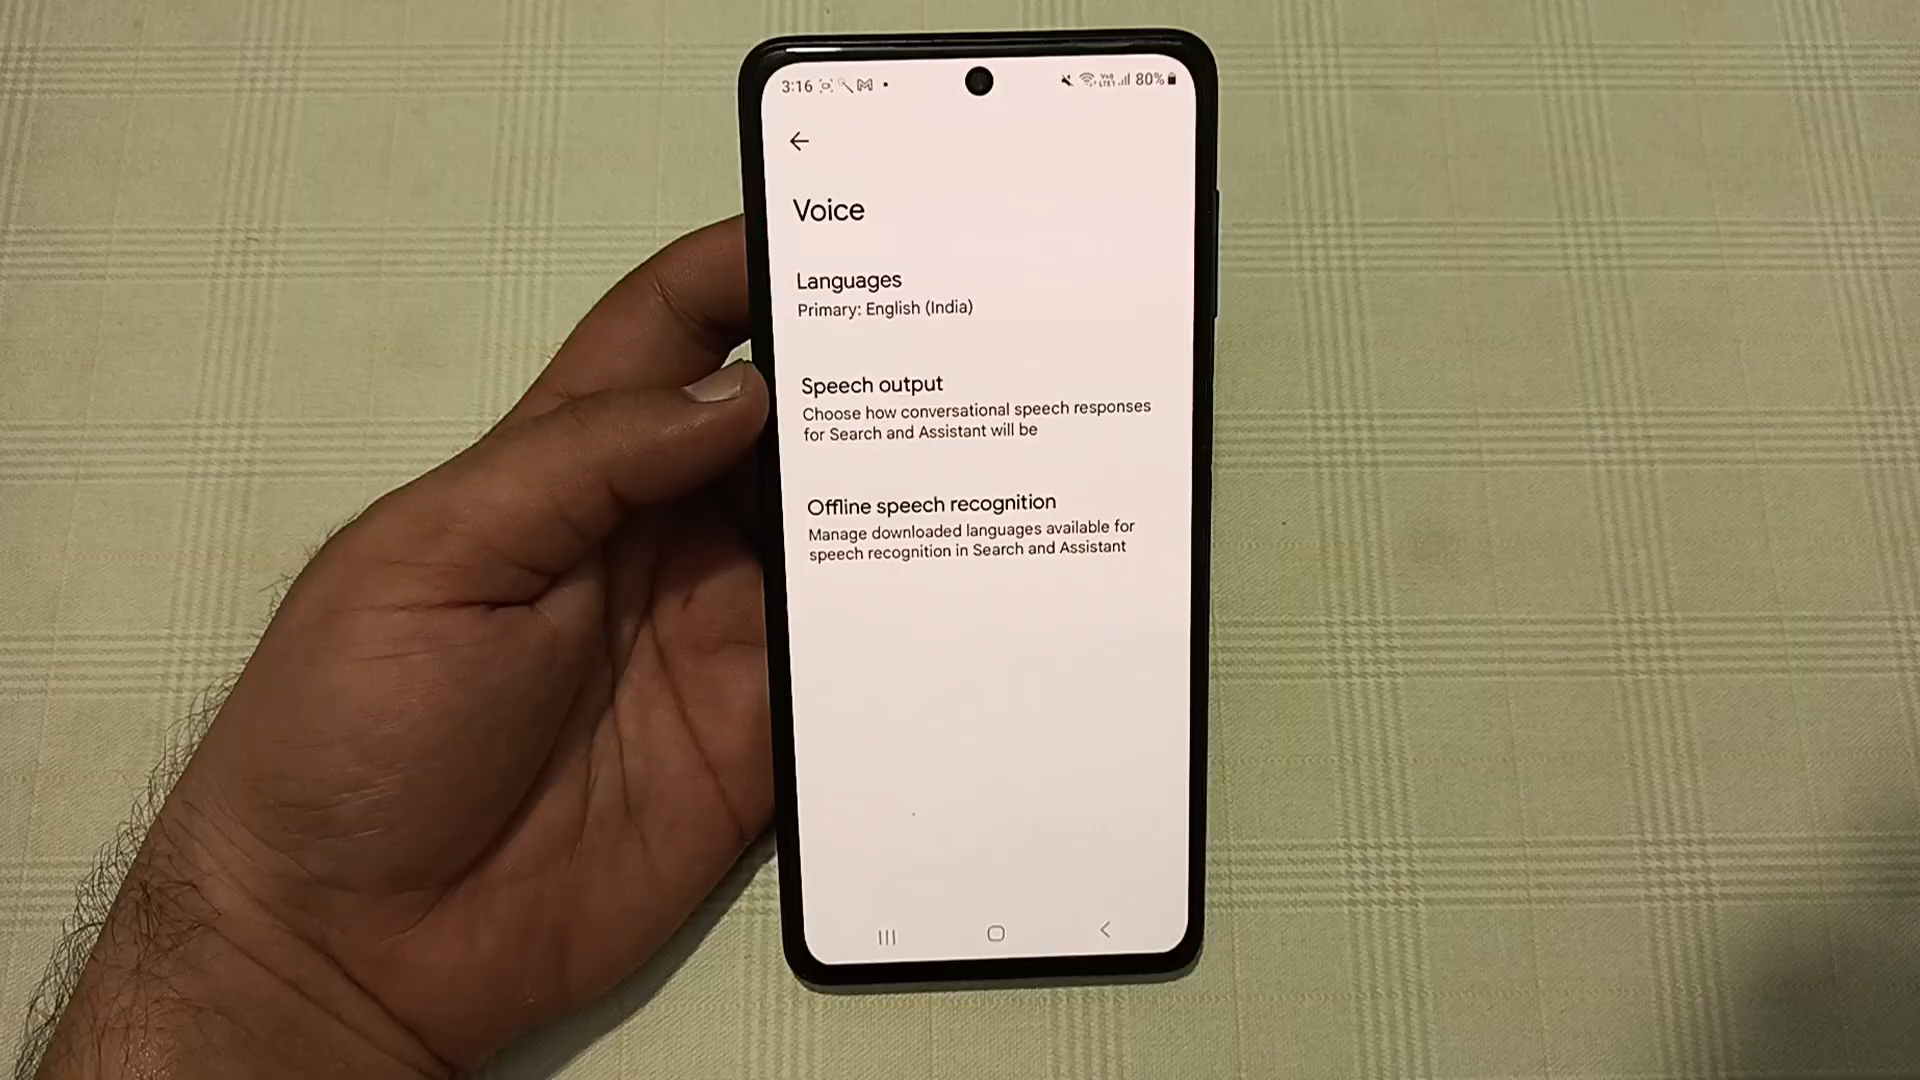 3:16
80%
Voice
Languages
Primary: English (India)
Speech output
Choose how conversational speech responses
for Search and Assistant will be
Offline speech recognition
Manage downloaded languages available for
speech recognition in Search and Assistant